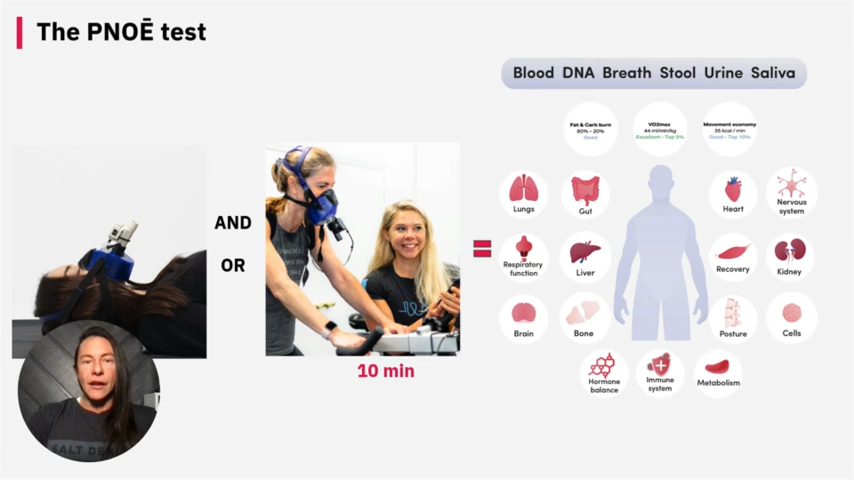 The PNOĒ test
Blood DNA Breath Stool Urine Saliva
Fat & Carb burn
80% - 20%
Good
VO2max
44 ml/min/kg
Excellent - Top 5%
Movement economy
35 kcal / min
Good - Top 10%
AND
OR
10 min
Lungs
Gut
Heart
Nervous
system
Respiratory
function
Liver
Recovery
Kidney
Brain
Bone
Posture
Cells
Hormone
balance
Immune
system
Metabolism
SALT